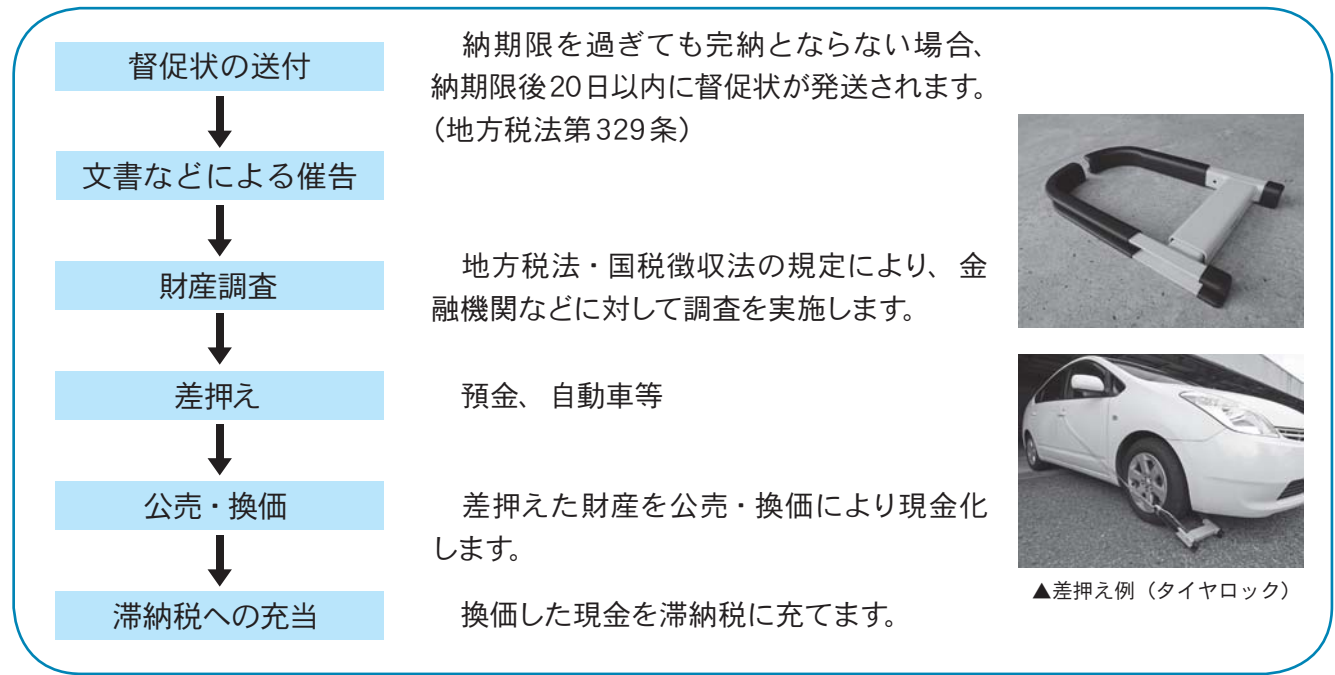 督促状の送付
納期限を過ぎても完納とならない場合、
納期限後20日以内に督促状が発送されます。
（地方税法第329条）
文書などによる催告
財産調査
地方税法・国税徴収法の規定により、金
融機関などに対して調査を実施します。
差押え
預金、自動車等
公売・換価
差押えた財産を公売・換価により現金化
します。
滞納税への充当
換価した現金を滞納税に充てます。
▲差押え例（タイヤロック）